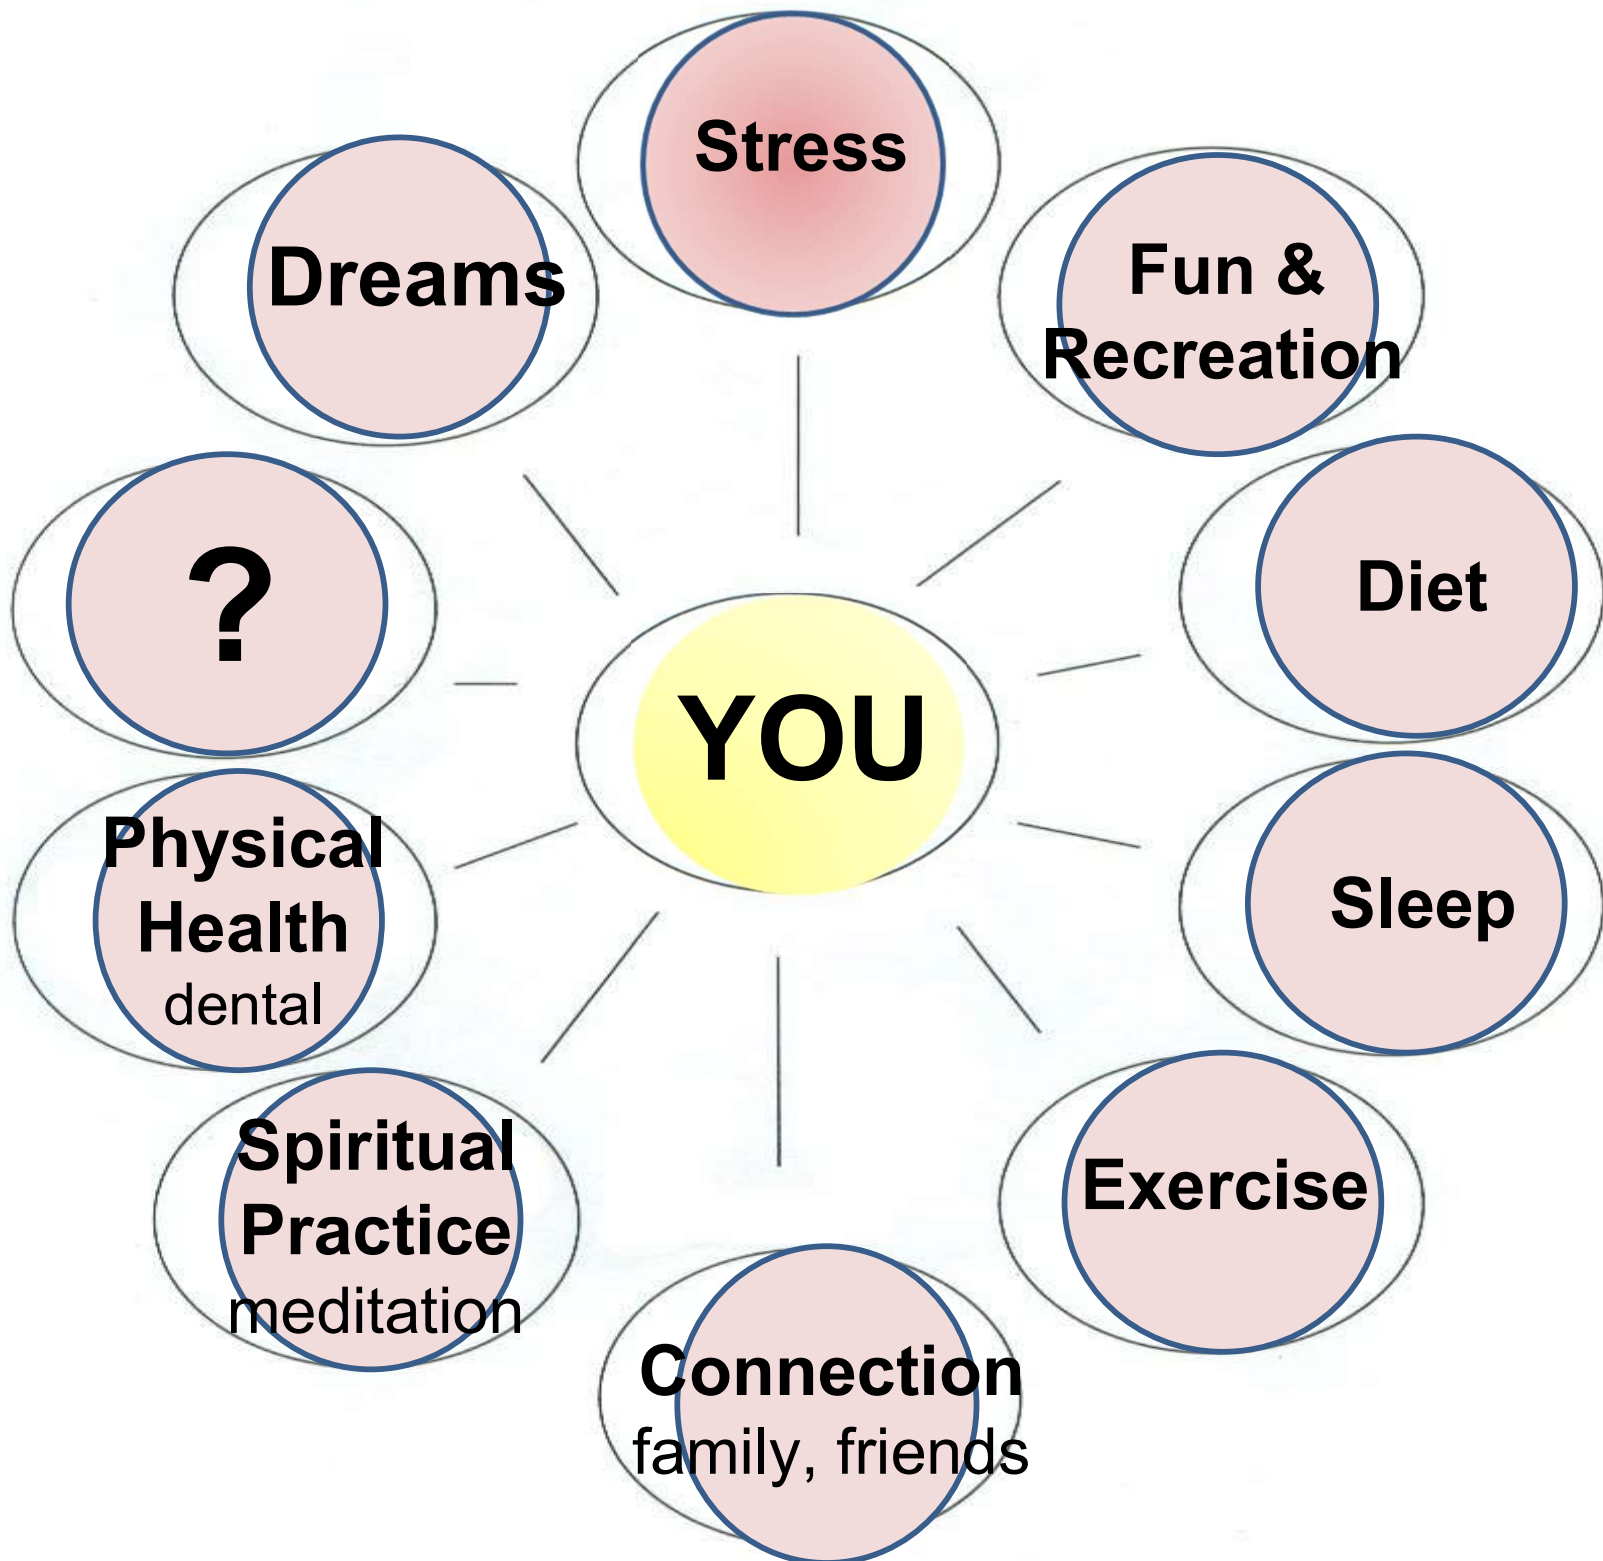 Stress
Dreams
Fun &
Recreation
?
Diet
YOU
Physical
Health
dental
Sleep
Spiritual
Practice
meditation
Exercise
Connection
family, friends